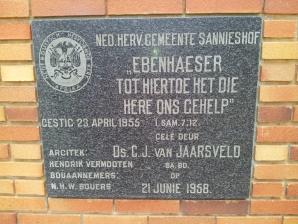 NED. HERV. GEMEENTE SANNIESHOF
„EBENHAESER
TOT HIERTOE HET DIE
HERE ONS GEHELP”
GESTIG 23 APRIL 1955 I SAM. 7:12.
GELÊ DEUR
ARGITEK: DS. C. J. VAN JAARSVELD
HENDRIK VERMOOTEN BA. BD.
BOUAANNEMERS: OP
N.H.W. BOUERS 21 JUNIE 1958.